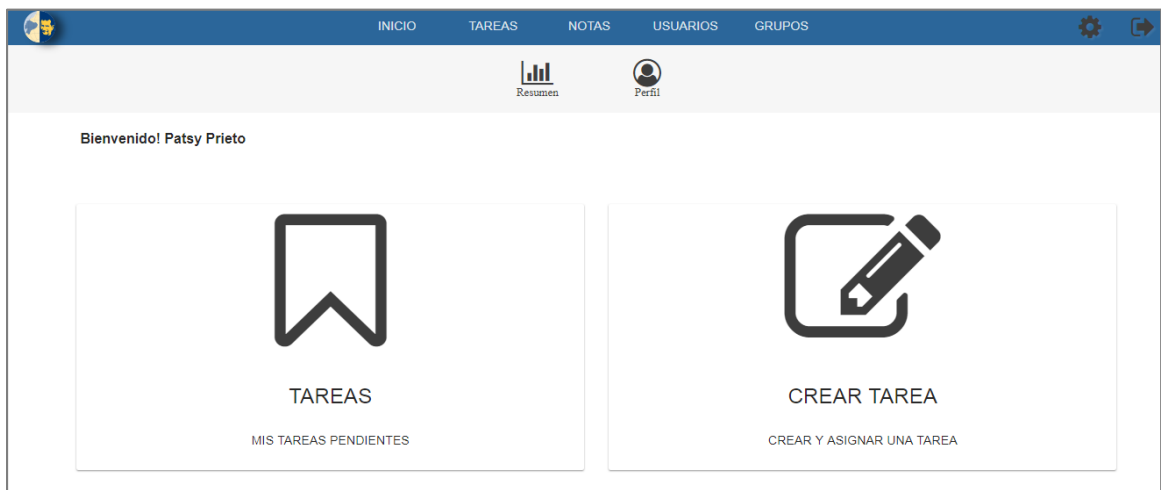 INICIO TAREAS NOTAS USUARIOS GRUPOS
Resumen Perfil
Bienvenido! Patsy Prieto
TAREAS
MIS TAREAS PENDIENTES
CREAR TAREA
CREAR Y ASIGNAR UNA TAREA